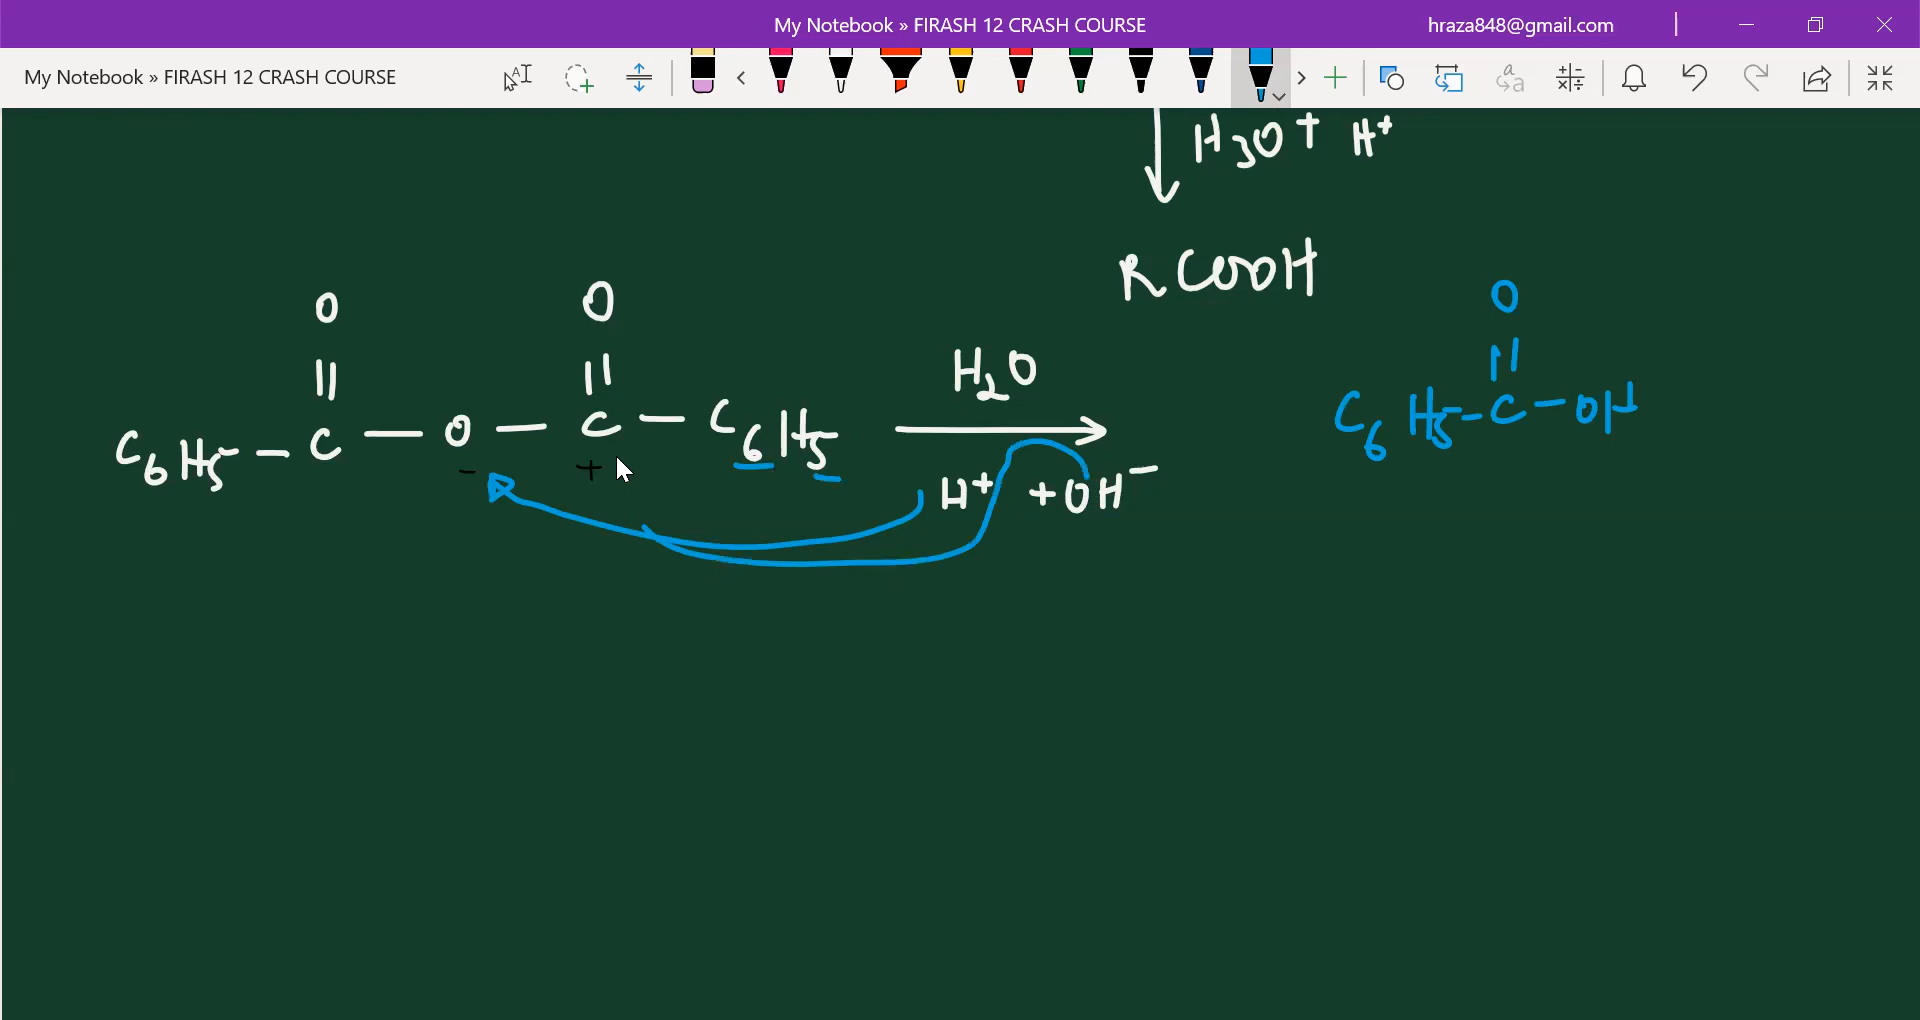 My Notebook » FIRASH 12 CRASH COURSE
hraza848@gmail.com
My Notebook » FIRASH 12 CRASH COURSE
H3O+ H+
RCOOH
O O O
|| || H2O ||
C6H5-C-O-C-C6H5 → C6H5-C-OH
- + H+ +OH-